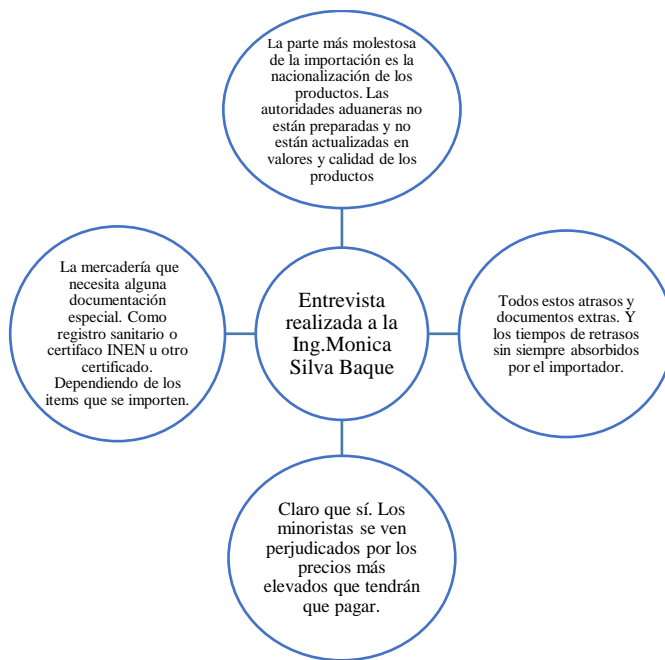 La parte más molestosa
de la importación es la
nacionalización de los
productos. Las
autoridades aduaneras no
están preparadas y no
están actualizadas en
valores y calidad de los
productos
La mercadería que
necesita alguna
documentación
especial. Como
registro sanitario o
certifaco INEN u otro
certificado.
Dependiendo de los
items que se importen.
Entrevista
realizada a la
Ing.Monica
Silva Baque
Todos estos atrasos y
documentos extras. Y
los tiempos de retrasos
sin siempre absorbidos
por el importador.
Claro que sí. Los
minoristas se ven
perjudicados por los
precios más
elevados que tendrán
que pagar.